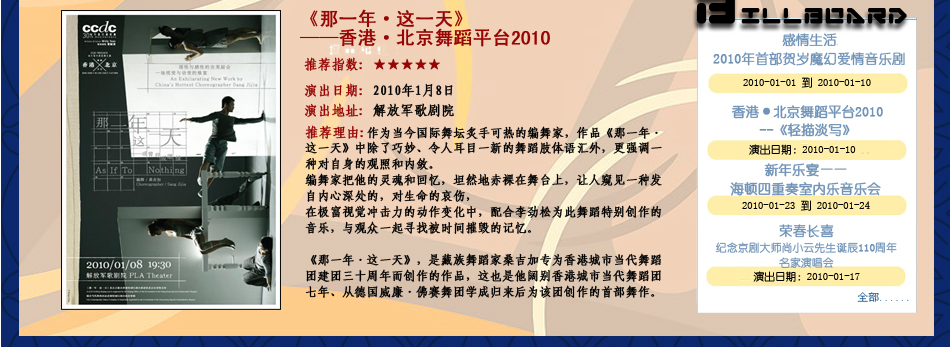 ccdc
香港 北京
An Exhilarating New Work by
China's Hottest Choreographer Sang Jijia
那一年
这一天
As If To Nothing
2010/01/08 19:30
解放军歌剧院 PLA Theater
《那一年·这一天》
——香港·北京舞蹈平台2010
推荐指数: ★★★★★
演出日期: 2010年1月8日
演出地址: 解放军歌剧院
推荐理由: 作为当今国际舞坛炙手可热的编舞家，作品《那一年·
这一天》中除了巧妙、令人耳目一新的舞蹈肢体语汇外，更强调一
种对自身的观照和内敛。
编舞家把他的灵魂和回忆，坦然地赤裸在舞台上，让人窥见一种发
自内心深处的，对生命的哀伤，
在极富视觉冲击力的动作变化中，配合李劲松为此舞蹈特别创作的
音乐，与观众一起寻找被时间摧毁的记忆。
《那一年·这一天》，是藏族舞蹈家桑吉加专为香港城市当代舞蹈
团建团三十周年而创作的作品，这也是他阔别香港城市当代舞蹈团
七年、从德国威廉·佛赛舞团学成归来后为该团创作的首部舞作。
BILLBOARD
感情生活
2010年首部贺岁魔幻爱情音乐剧
2010-01-01 到 2010-01-10
香港●北京舞蹈平台2010
--《轻描淡写》
演出日期：2010-01-10
新年乐宴——
海顿四重奏室内乐音乐会
2010-01-23 到 2010-01-24
荣春长喜
纪念京剧大师尚小云先生诞辰110周年
名家演唱会
演出日期：2010-01-17
全部......